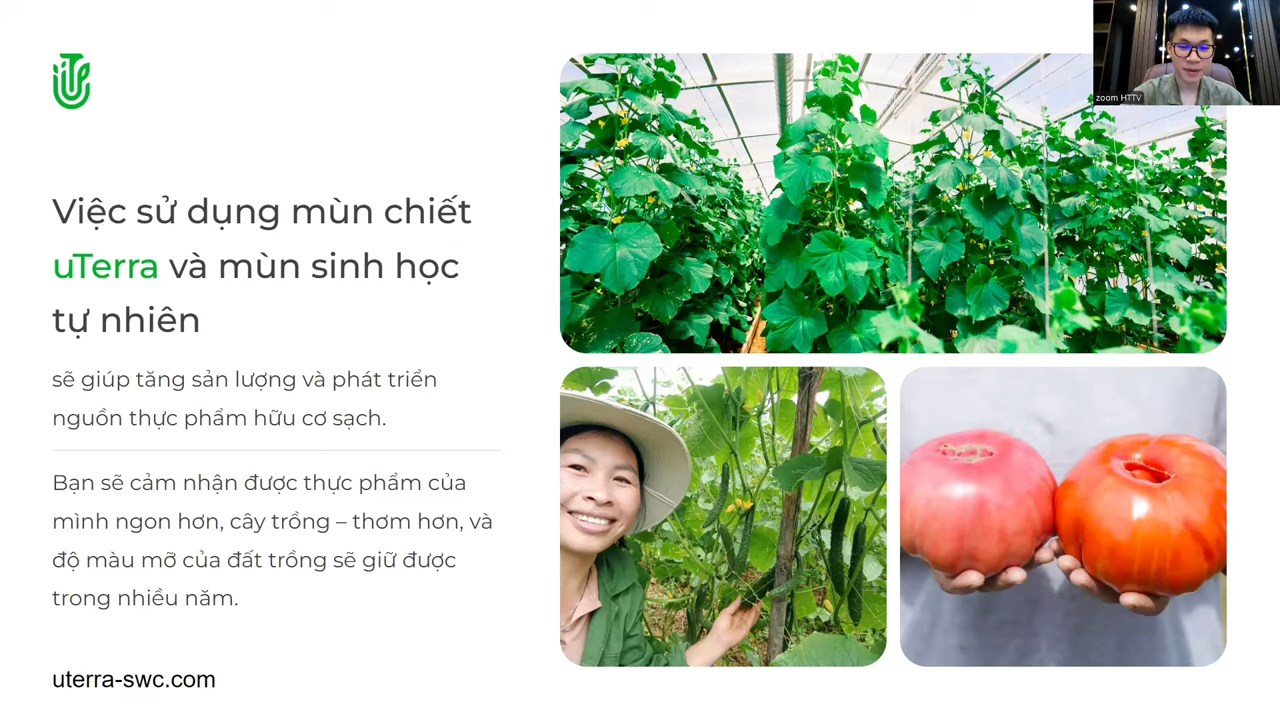 zoom HTTV
Việc sử dụng mùn chiết
uTerra và mùn sinh học
tự nhiên
sẽ giúp tăng sản lượng và phát triển
nguồn thực phẩm hữu cơ sạch.
Bạn sẽ cảm nhận được thực phẩm của
mình ngon hơn, cây trồng – thơm hơn, và
độ màu mỡ của đất trồng sẽ giữ được
trong nhiều năm.
uterra-swc.com